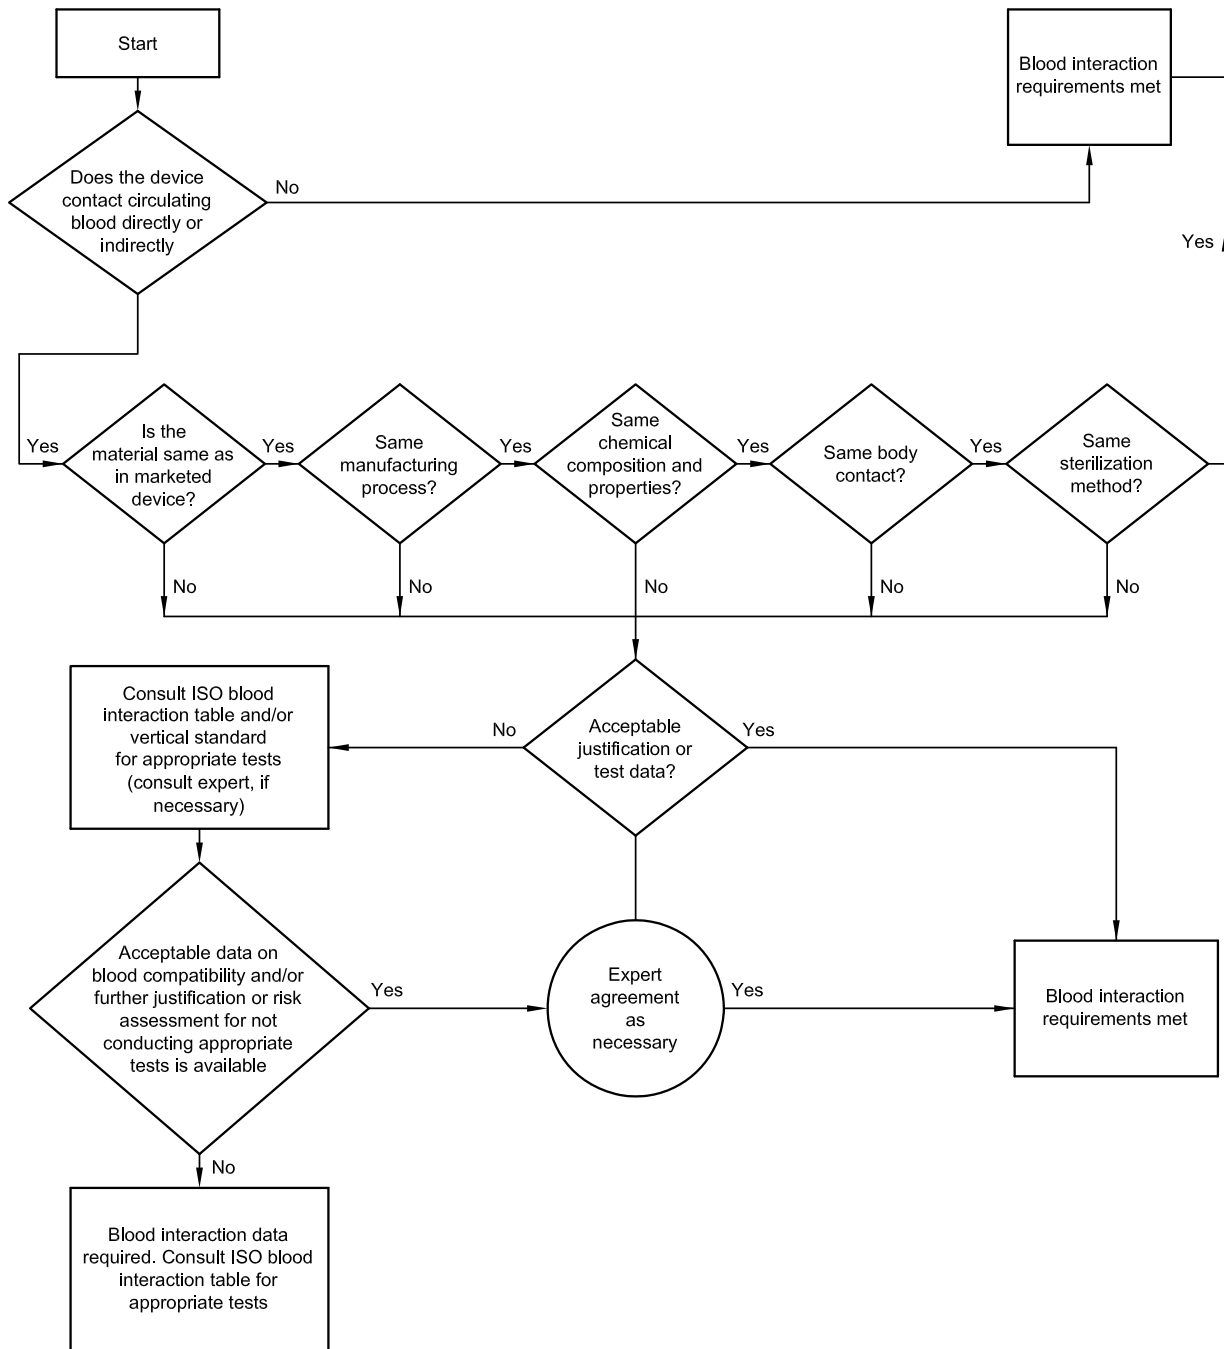 Start
Blood interaction
requirements met
Does the device
contact circulating
blood directly or
indirectly
No
Yes
Yes
Is the
material same as
in marketed
device?
Yes
Same
manufacturing
process?
Yes
Same
chemical
composition and
properties?
Yes
Same body
contact?
Yes
Same
sterilization
method?
No
No
No
No
No
Consult ISO blood
interaction table and/or
vertical standard
for appropriate tests
(consult expert, if
necessary)
No
Acceptable
justification or
test data?
Yes
Acceptable data on
blood compatibility and/or
further justification or risk
assessment for not
conducting appropriate
tests is available
Yes
Expert
agreement
as
necessary
Yes
Blood interaction
requirements met
No
Blood interaction data
required. Consult ISO blood
interaction table for
appropriate tests